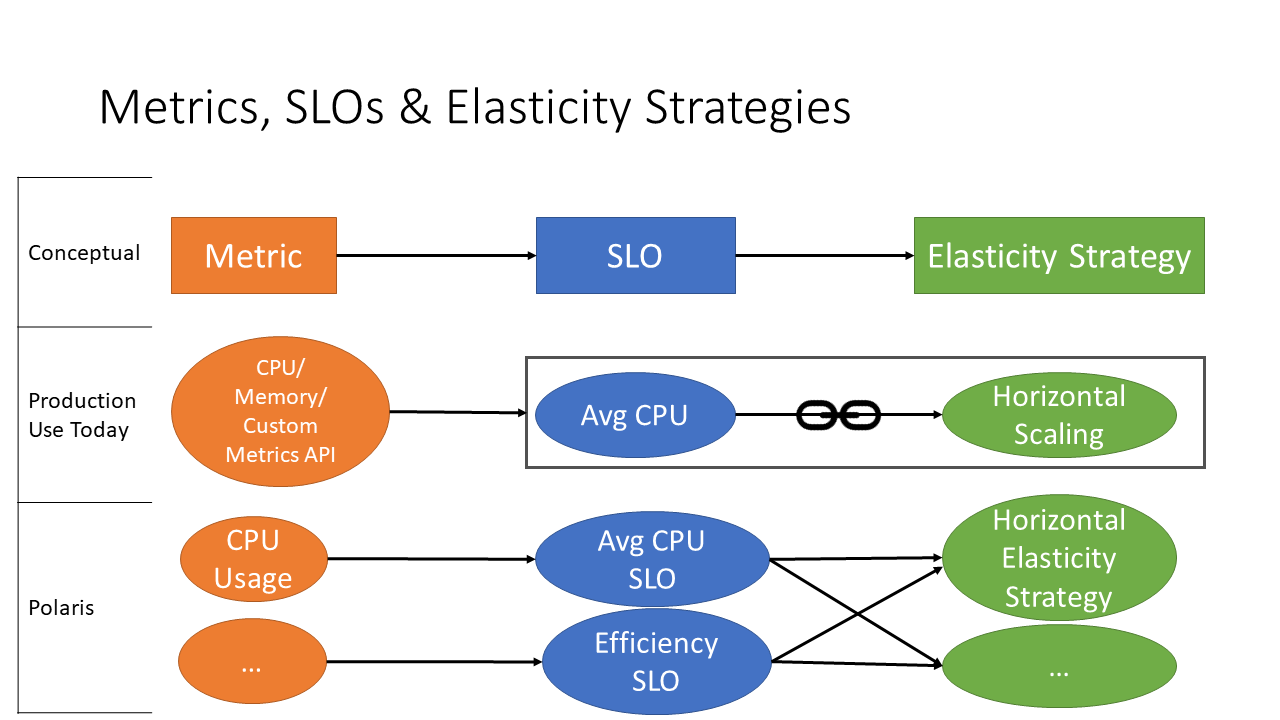 Metrics, SLOs & Elasticity Strategies
Conceptual
Metric
SLO
Elasticity Strategy
Production
Use Today
CPU/
Memory/
Custom
Metrics API
Avg CPU
Horizontal
Scaling
Polaris
CPU
Usage
Avg CPU
SLO
Horizontal
Elasticity
Strategy
...
Efficiency
SLO
...